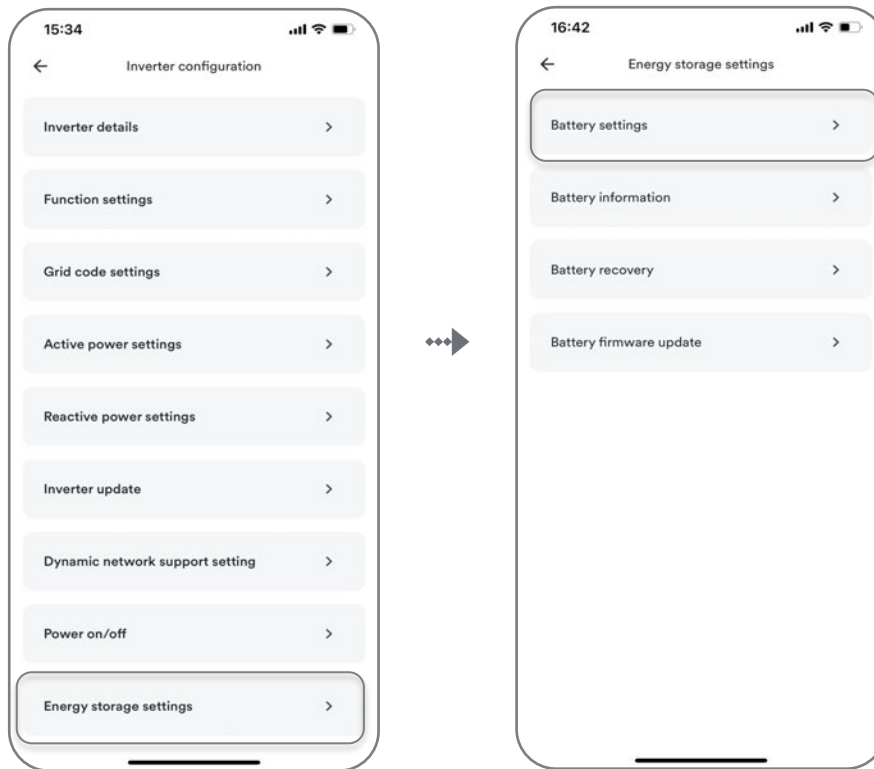 15:34
Inverter configuration
Inverter details
Function settings
Grid code settings
Active power settings
Reactive power settings
Inverter update
Dynamic network support setting
Power on/off
Energy storage settings
16:42
Energy storage settings
Battery settings
Battery information
Battery recovery
Battery firmware update